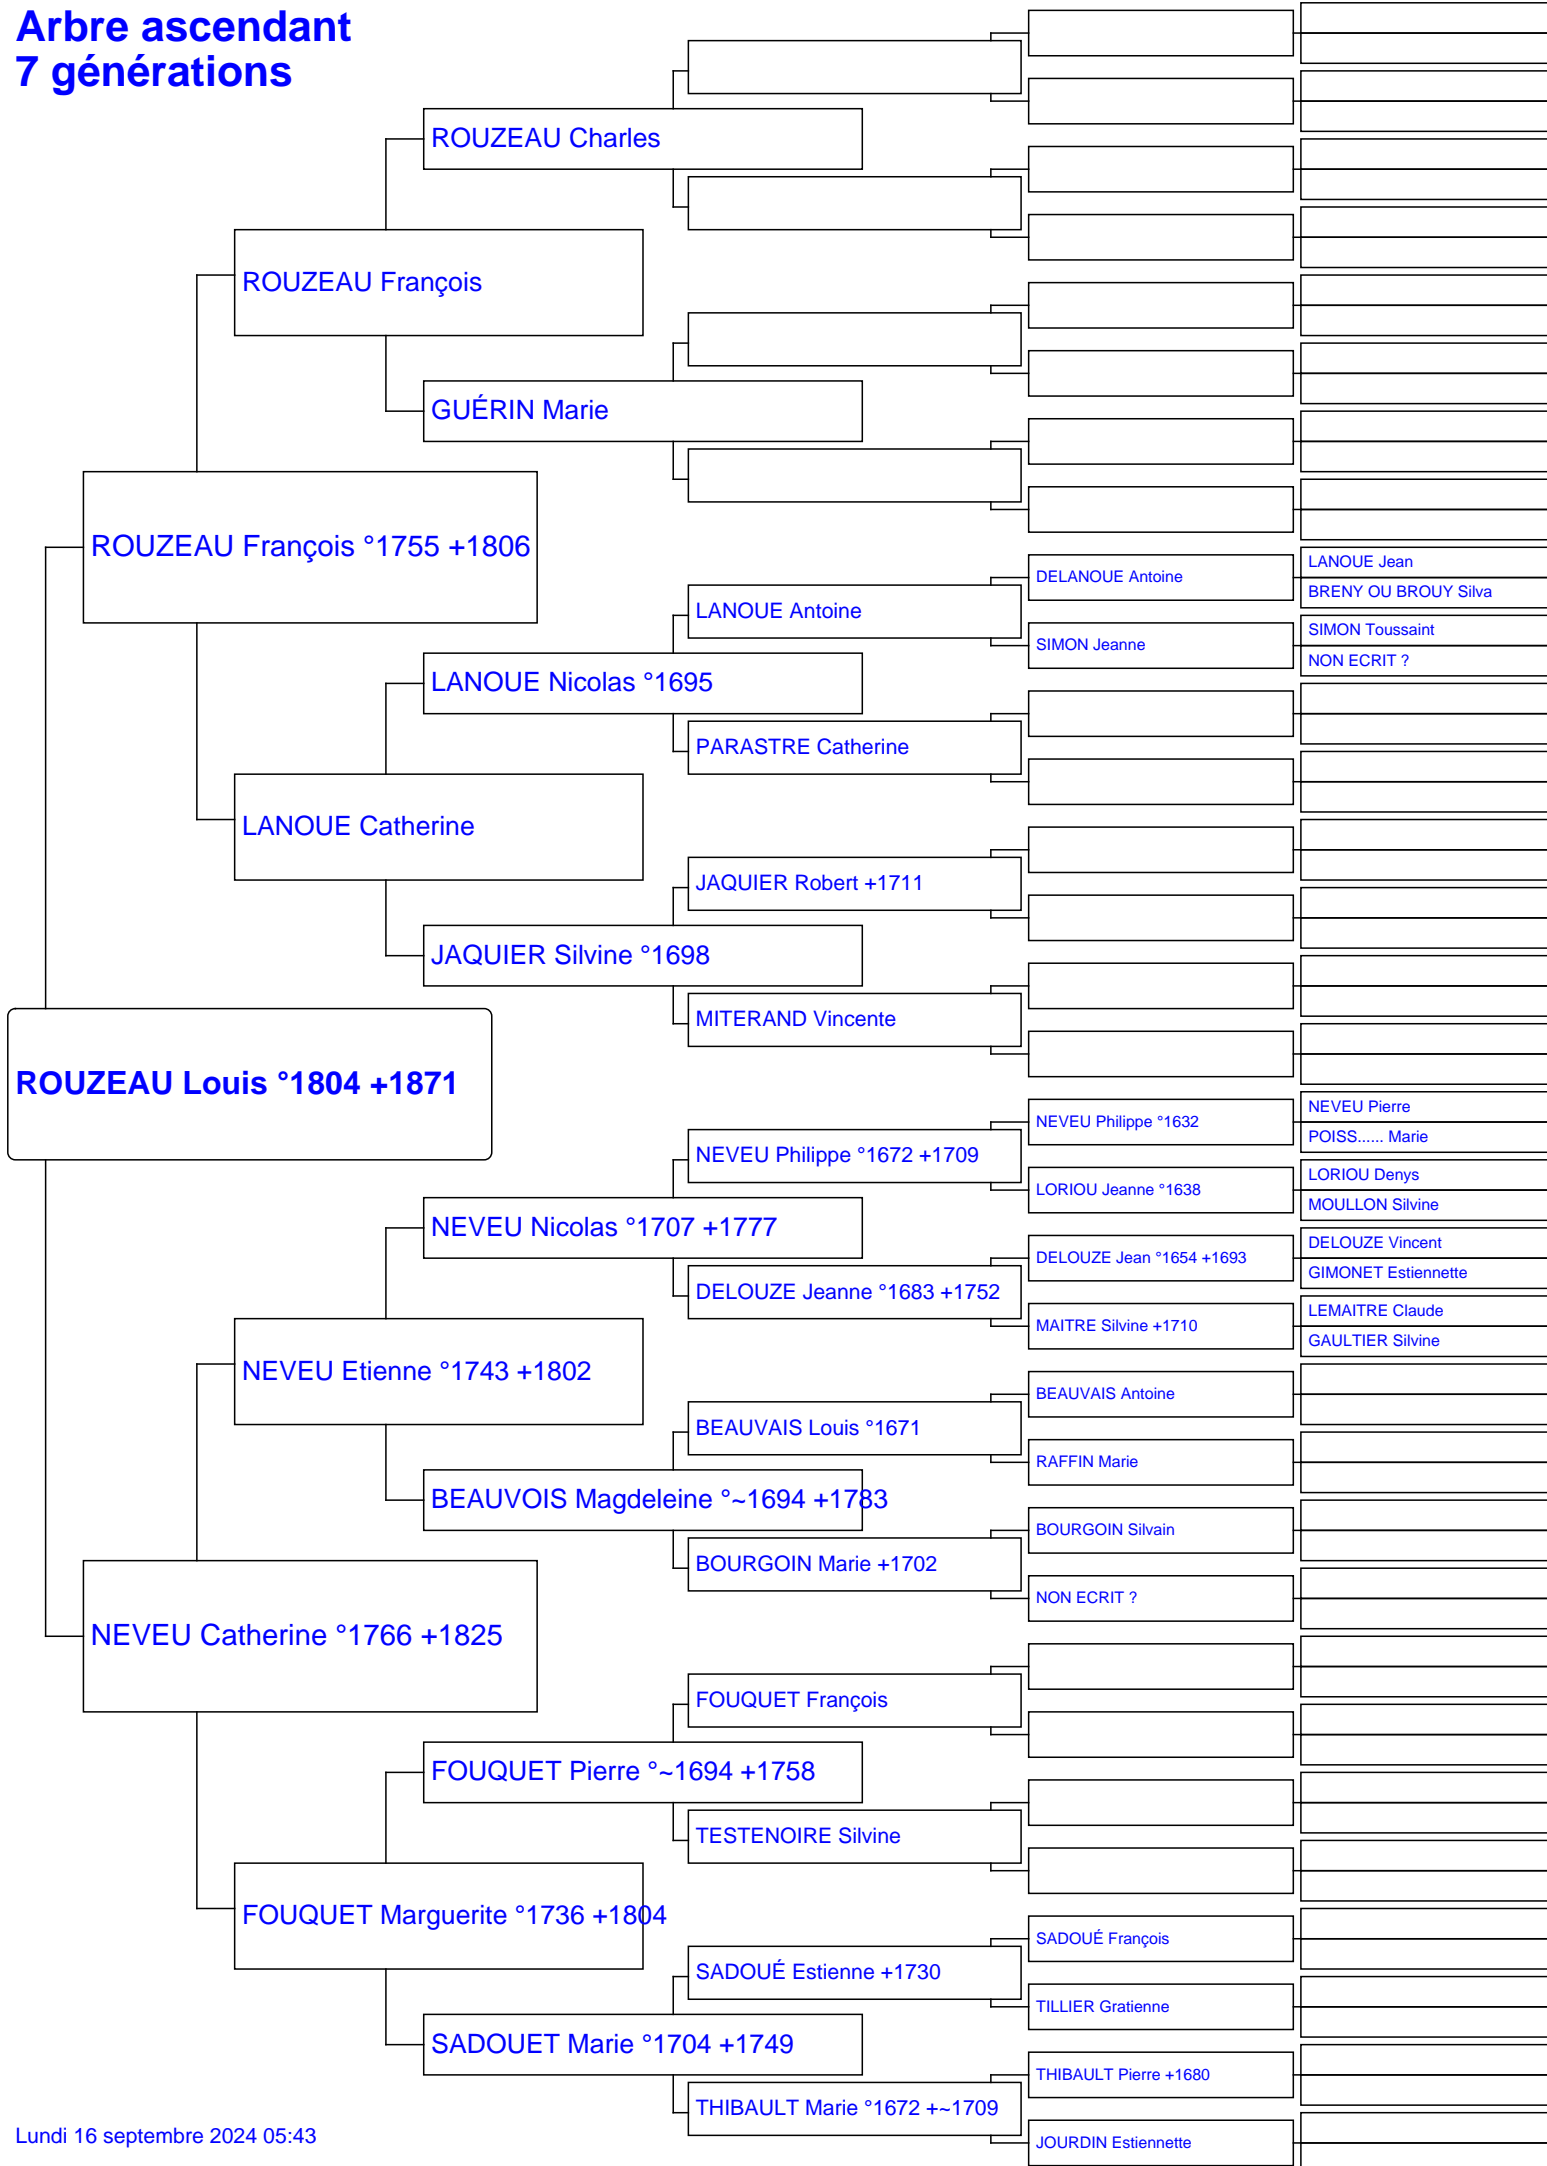 Arbre ascendant
7 générations
ROUZEAU Charles
ROUZEAU François
GUÉRIN Marie
ROUZEAU François °1755 +1806
LANOUE Jean
DELANOUE Antoine
BRENY OU BROUY Silva
LANOUE Antoine
SIMON Toussaint
SIMON Jeanne
NON ECRIT ?
LANOUE Nicolas °1695
PARASTRE Catherine
LANOUE Catherine
JAQUIER Robert +1711
JAQUIER Silvine °1698
MITERAND Vincente
ROUZEAU Louis °1804 +1871
NEVEU Pierre
NEVEU Philippe °1632
POISS...... Marie
NEVEU Philippe °1672 +1709
LORIOU Denys
LORIOU Jeanne °1638
MOULLON Silvine
NEVEU Nicolas °1707 +1777
DELOUZE Vincent
DELOUZE Jean °1654 +1693
GIMONET Estiennette
DELOUZE Jeanne °1683 +1752
LEMAITRE Claude
MAITRE Silvine +1710
GAULTIER Silvine
NEVEU Etienne °1743 +1802
BEAUVAIS Antoine
BEAUVAIS Louis °1671
RAFFIN Marie
BEAUVOIS Magdeleine °~1694 +1783
BOURGOIN Silvain
BOURGOIN Marie +1702
NON ECRIT ?
NEVEU Catherine °1766 +1825
FOUQUET François
FOUQUET Pierre °~1694 +1758
TESTENOIRE Silvine
FOUQUET Marguerite °1736 +1804
SADOUÉ François
SADOUÉ Estienne +1730
TILLIER Gratienne
SADOUET Marie °1704 +1749
THIBAULT Pierre +1680
THIBAULT Marie °1672 +~1709
JOURDIN Estiennette
Lundi 16 septembre 2024 05:43